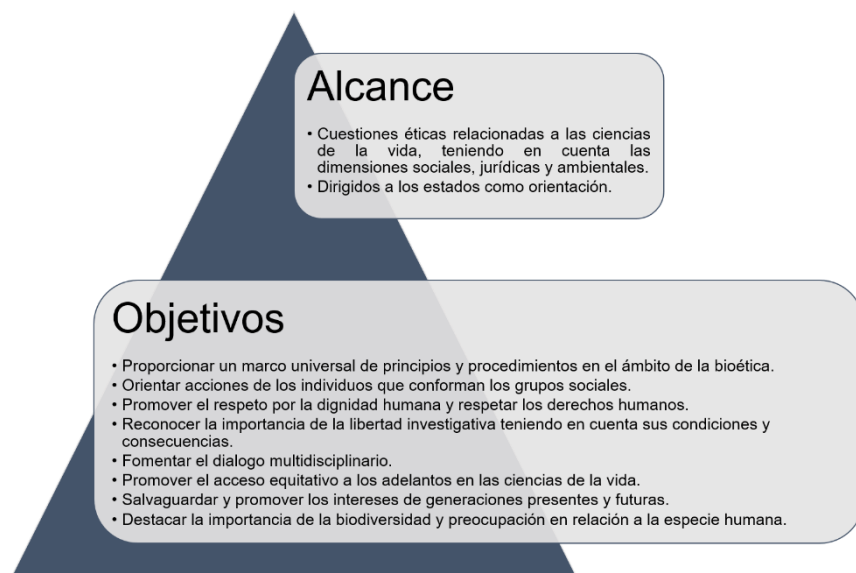 Alcance
• Cuestiones éticas relacionadas a las ciencias
de la vida, teniendo en cuenta las
dimensiones sociales, jurídicas y ambientales.
• Dirigidos a los estados como orientación.
Objetivos
• Proporcionar un marco universal de principios y procedimientos en el ámbito de la bioética.
• Orientar acciones de los individuos que conforman los grupos sociales.
• Promover el respeto por la dignidad humana y respetar los derechos humanos.
• Reconocer la importancia de la libertad investigativa teniendo en cuenta sus condiciones y
consecuencias.
• Fomentar el dialogo multidisciplinario.
• Promover el acceso equitativo a los adelantos en las ciencias de la vida.
• Salvaguardar y promover los intereses de generaciones presentes y futuras.
• Destacar la importancia de la biodiversidad y preocupación en relación a la especie humana.